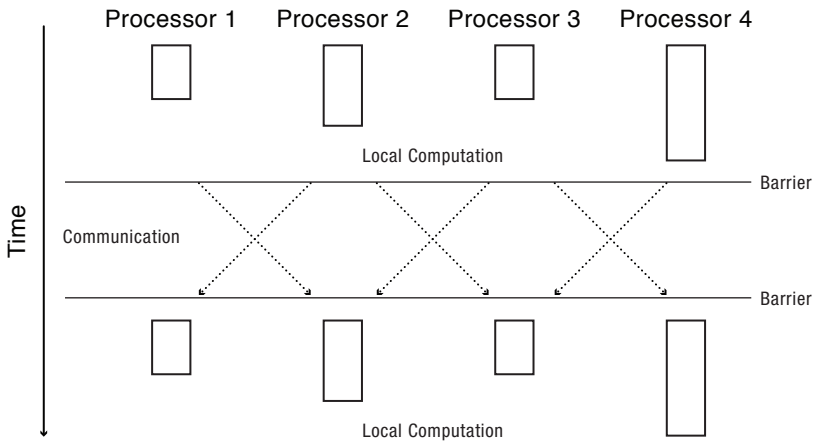 Processor 1 Processor 2 Processor 3 Processor 4
Local Computation
Barrier
Time
Communication
Barrier
Local Computation